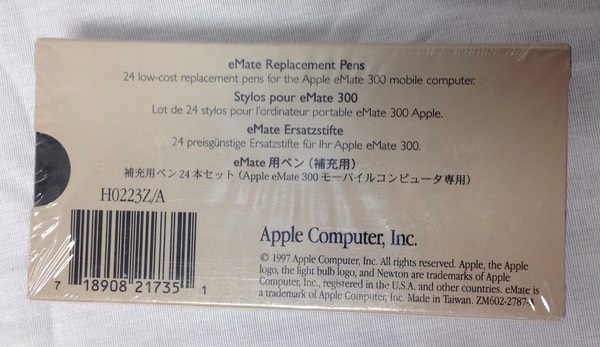 eMate Replacement Pens
24 low-cost replacement pens for the Apple eMate 300 mobile computer.
Stylos pour eMate 300
Lot de 24 stylos pour l'ordinateur portable eMate 300 Apple.
eMate Ersatzstifte
24 preisgünstige Ersatzstifte für Ihr Apple eMate 300.
eMate 用ペン（補充用）
補充用ペン 24 本セット（Apple eMate 300 モーバイルコンピュータ専用）
H0223Z/A
7 18908 21735 1
Apple Computer, Inc.
© 1997 Apple Computer, Inc. All rights reserved. Apple, the Apple
logo, the light bulb logo, and Newton are trademarks of Apple
Computer, Inc., registered in the U.S.A. and other countries. eMate is
a trademark of Apple Computer, Inc. Made in Taiwan. ZM602-2787-A